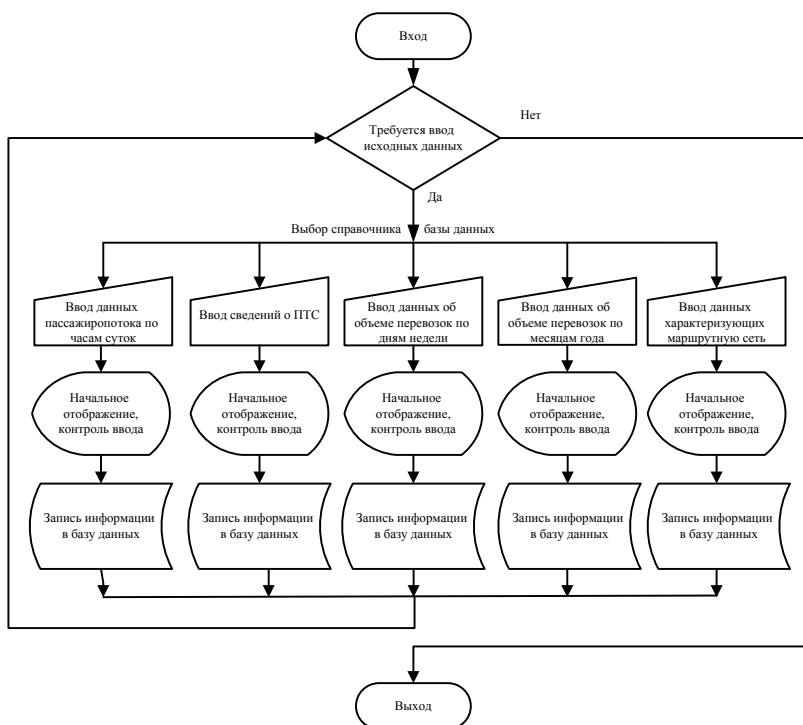 Вход
Требуется ввод
исходных данных
Нет
Да
Выбор справочника базы данных
Ввод данных
пассажиропотока по
часам суток
Ввод сведений о ПТС
Ввод данных об
объеме перевозок по
дням недели
Ввод данных об
объеме перевозок по
месяцам года
Ввод данных
характеризующих
маршрутную сеть
Начальное
отображение,
контроль ввода
Начальное
отображение,
контроль ввода
Начальное
отображение,
контроль ввода
Начальное
отображение,
контроль ввода
Начальное
отображение,
контроль ввода
Запись информации
в базу данных
Запись информации
в базу данных
Запись информации
в базу данных
Запись информации
в базу данных
Запись информации
в базу данных
Выход